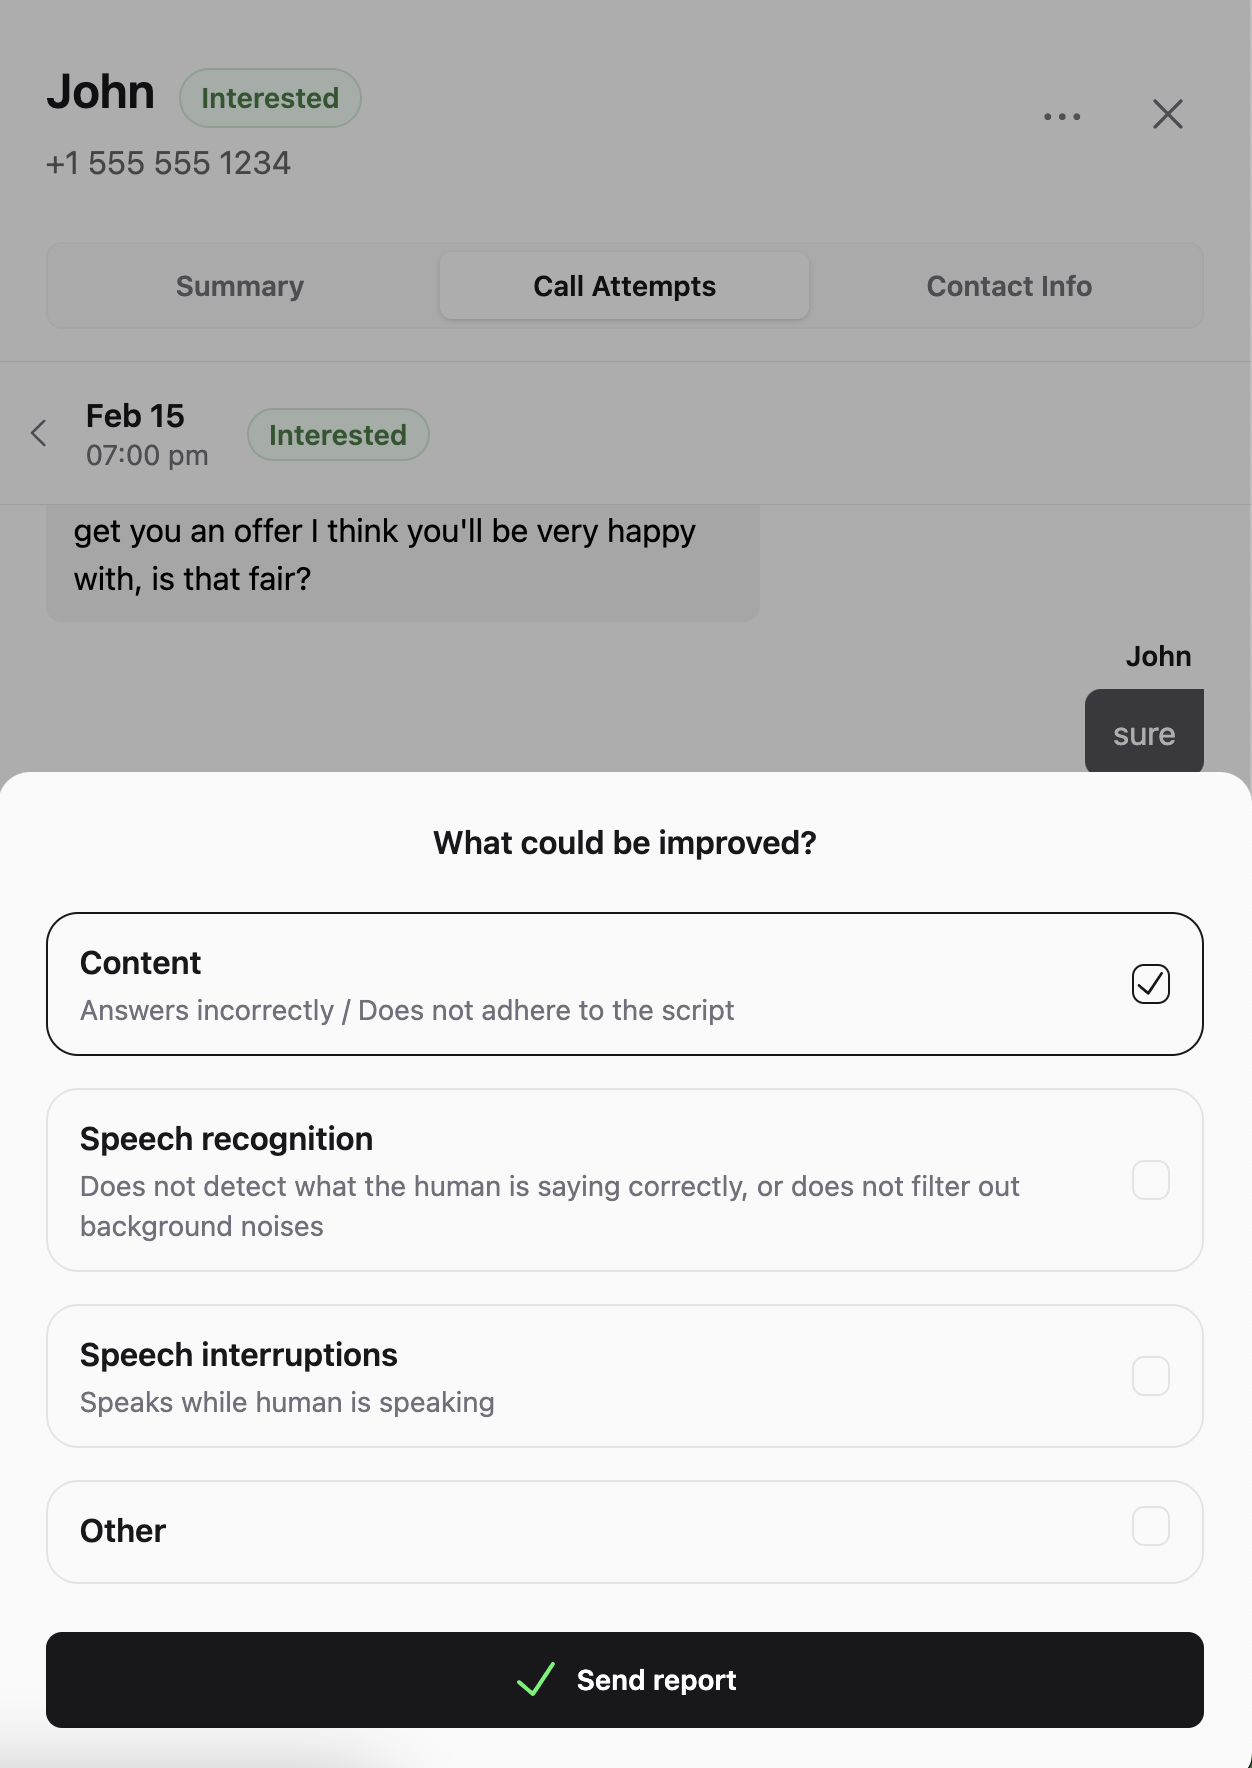 John
Interested
+1 555 555 1234
Summary
Call Attempts
Contact Info
Feb 15
07:00 pm
Interested
get you an offer I think you'll be very happy
with, is that fair?
John
sure
What could be improved?
Content
Answers incorrectly / Does not adhere to the script
Speech recognition
Does not detect what the human is saying correctly, or does not filter out
background noises
Speech interruptions
Speaks while human is speaking
Other
Send report